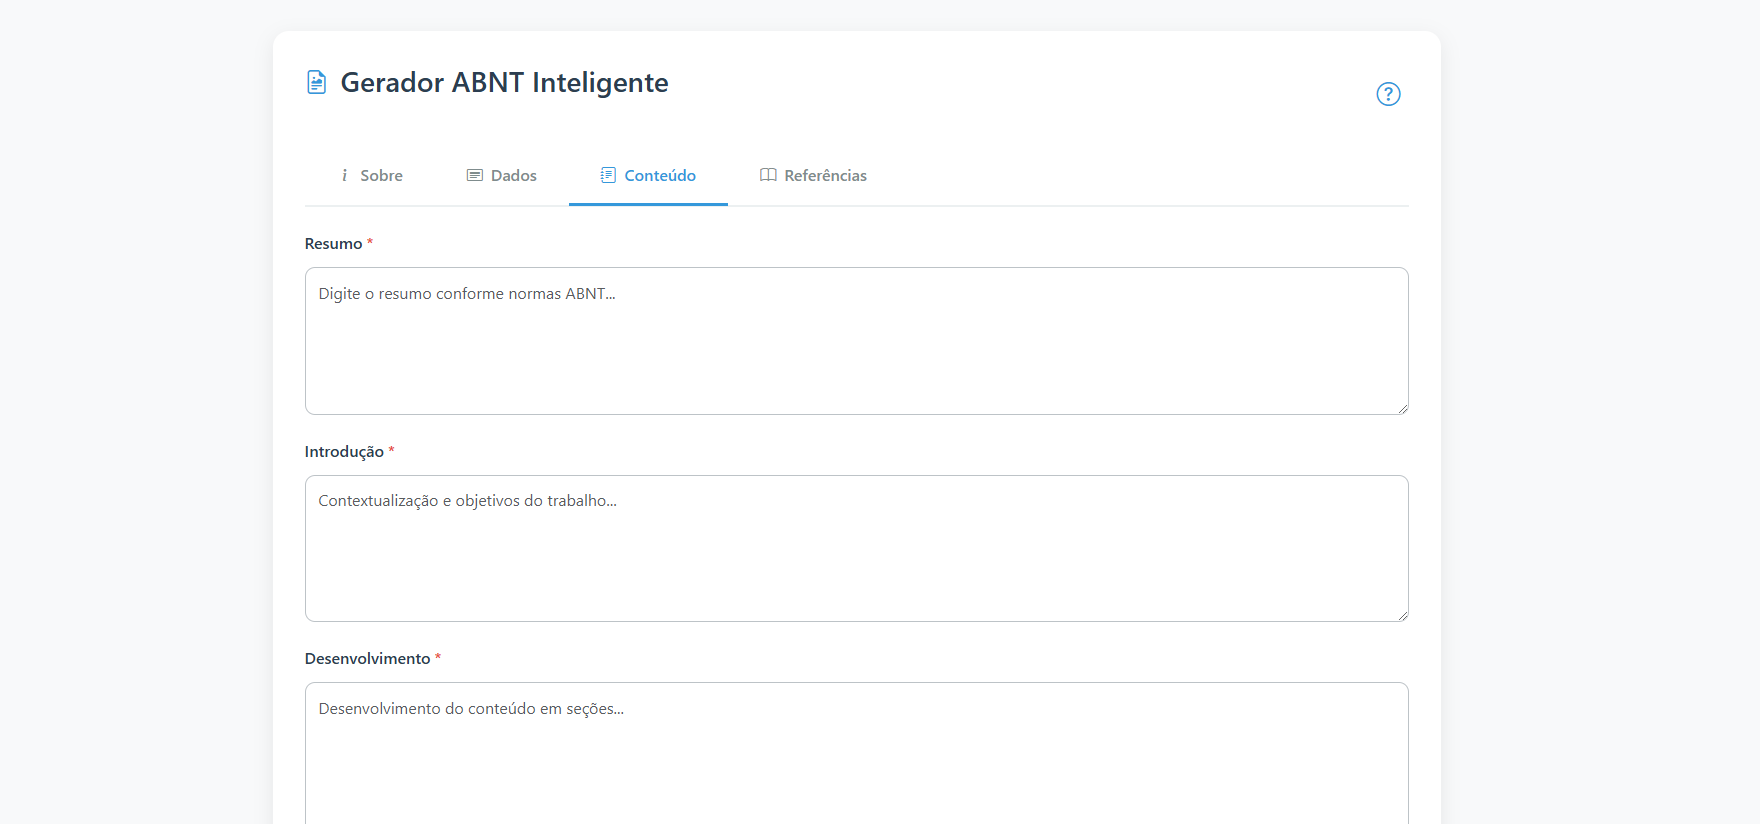 Gerador ABNT Inteligente
?
i Sobre
Dados
Conteúdo
Referências
Resumo *
Digite o resumo conforme normas ABNT...
Introdução *
Contextualização e objetivos do trabalho...
Desenvolvimento *
Desenvolvimento do conteúdo em seções...